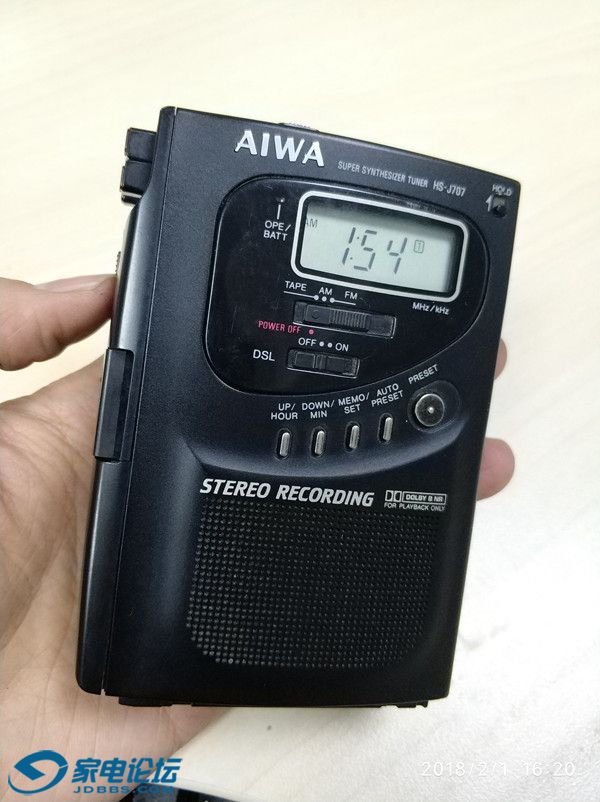 AIWA
SUPER SYNTHESIZER TUNER HS-J707
HOLD
OPE/
BATT
AM
1:54
MHz/kHz
TAPE AM FM
POWER OFF
OFF ON
DSL
UP/
HOUR
DOWN/
MIN
MEMO/
SET
AUTO
PRESET
PRESET
STEREO RECORDING
DOLBY B NR
FOR PLAYBACK ONLY
家电论坛
JDBBS.COM
2018/2/1 16:20